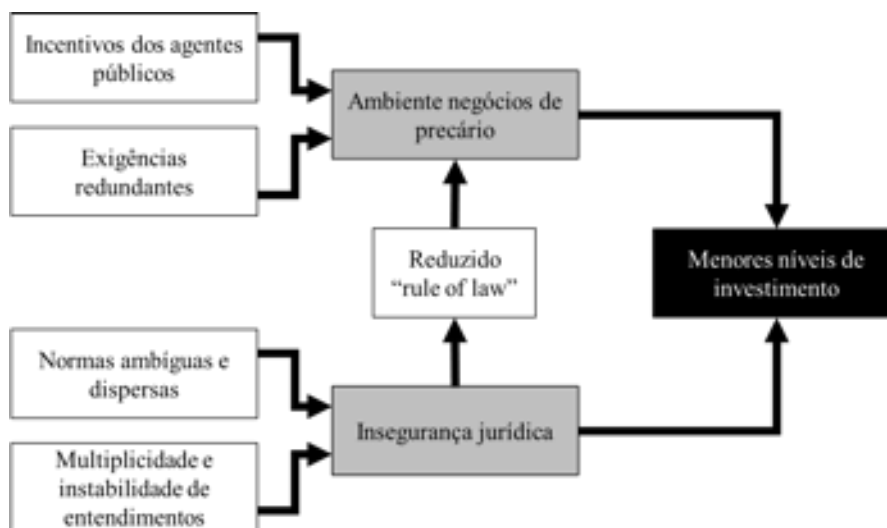 Incentivos dos agentes
públicos
Exigências
redundantes
Ambiente negócios de
precário
Reduzido
“rule of law”
Menores níveis de
investimento
Normas ambíguas e
dispersas
Multiplicidade e
instabilidade de
entendimentos
Insegurança jurídica